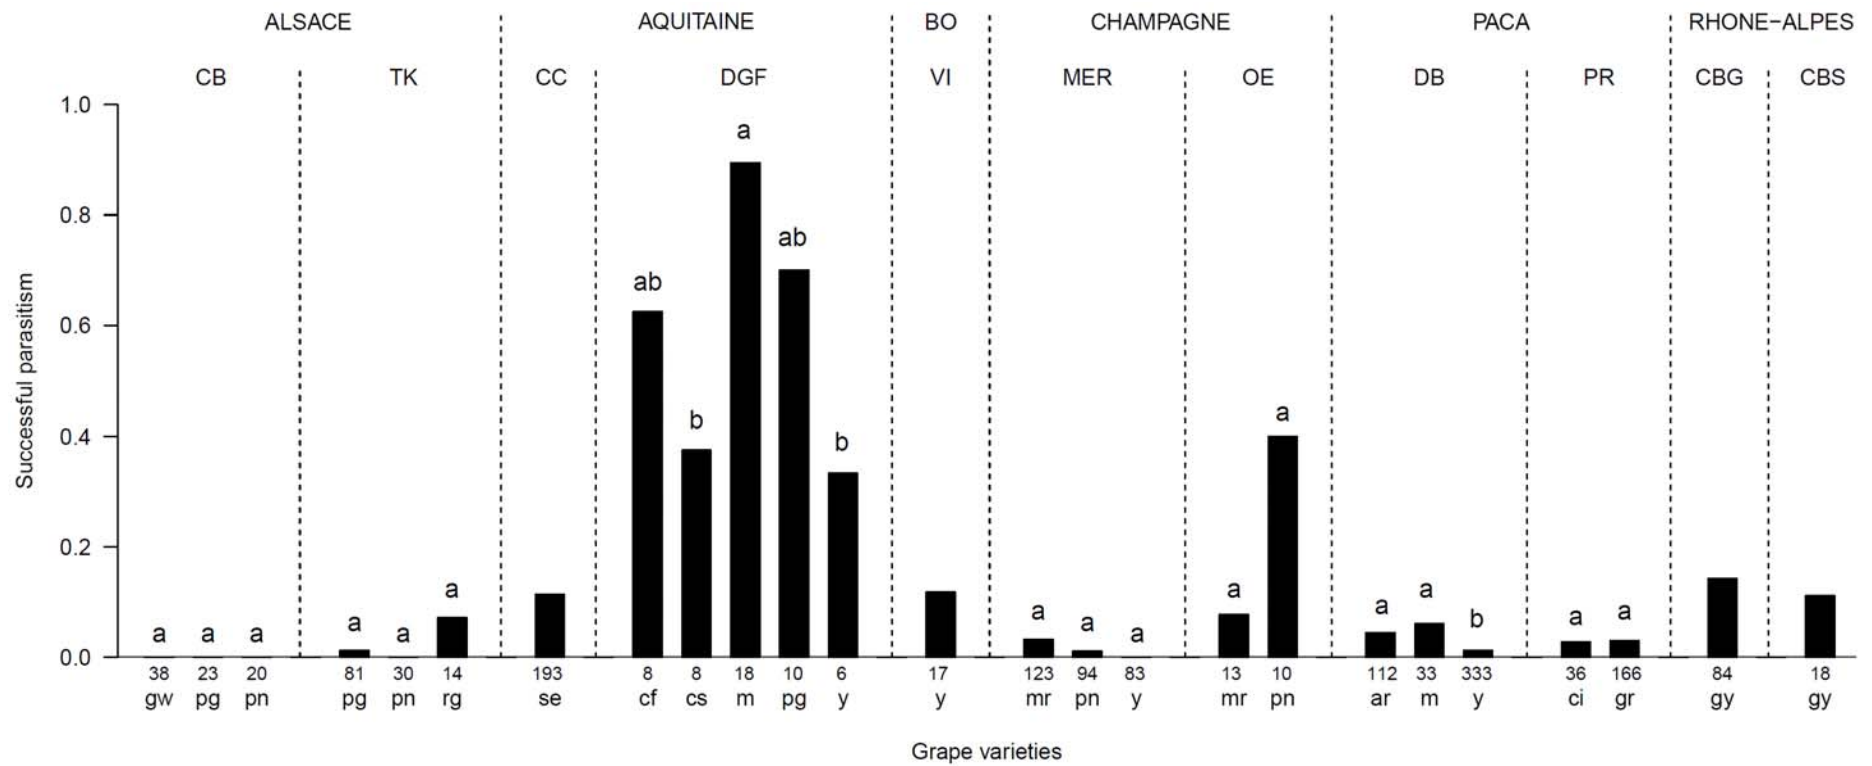 ALSACE AQUITAINE BO CHAMPAGNE PACA RHONE−ALPES
CB TK CC DGF VI MER OE DB PR CBG CBS
1.0
0.8
0.6
0.4
0.2
0.0
Successful parasitism
a a a a a a ab b a ab b a a a a a a a b a a
38 23 20 81 30 14 193 8 8 18 10 6 17 123 94 83 13 10 112 33 333 36 166 84 18
gw pg pn pg pn rg se cf cs m pg y y mr pn y mr pn ar m y ci gr gy gy
Grape varieties